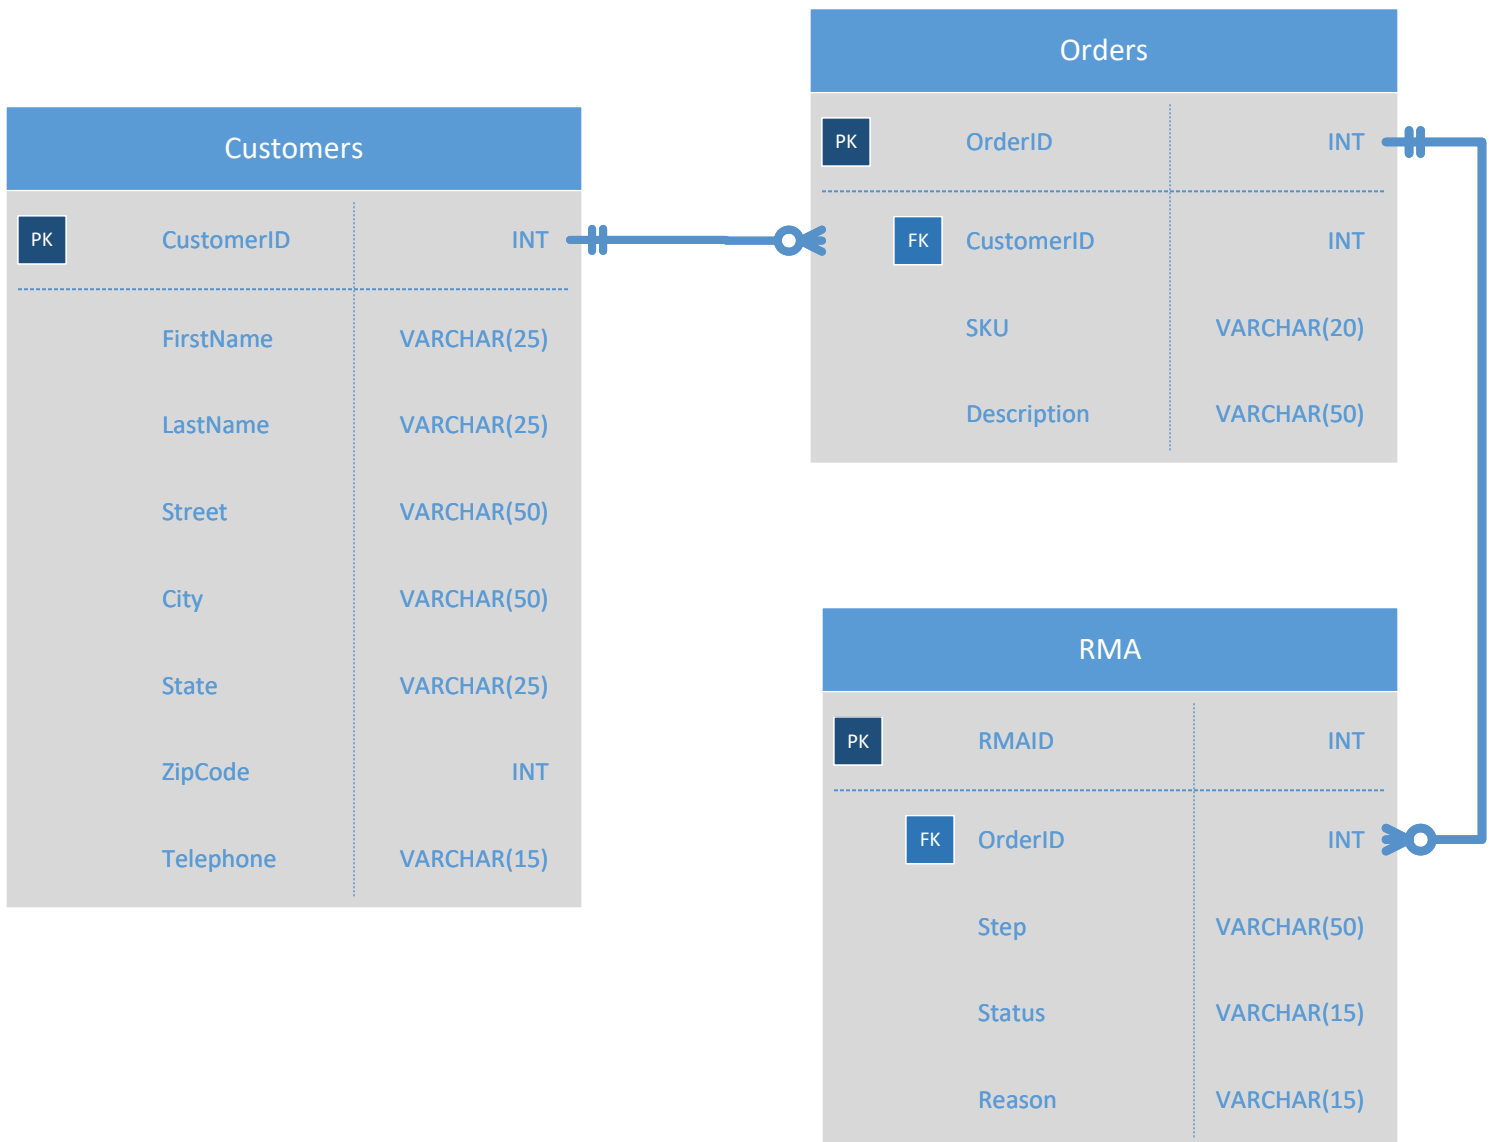 Customers
PK CustomerID INT
FirstName VARCHAR(25)
LastName VARCHAR(25)
Street VARCHAR(50)
City VARCHAR(50)
State VARCHAR(25)
ZipCode INT
Telephone VARCHAR(15)
Orders
PK OrderID INT
FK CustomerID INT
SKU VARCHAR(20)
Description VARCHAR(50)
RMA
PK RMAID INT
FK OrderID INT
Step VARCHAR(50)
Status VARCHAR(15)
Reason VARCHAR(15)